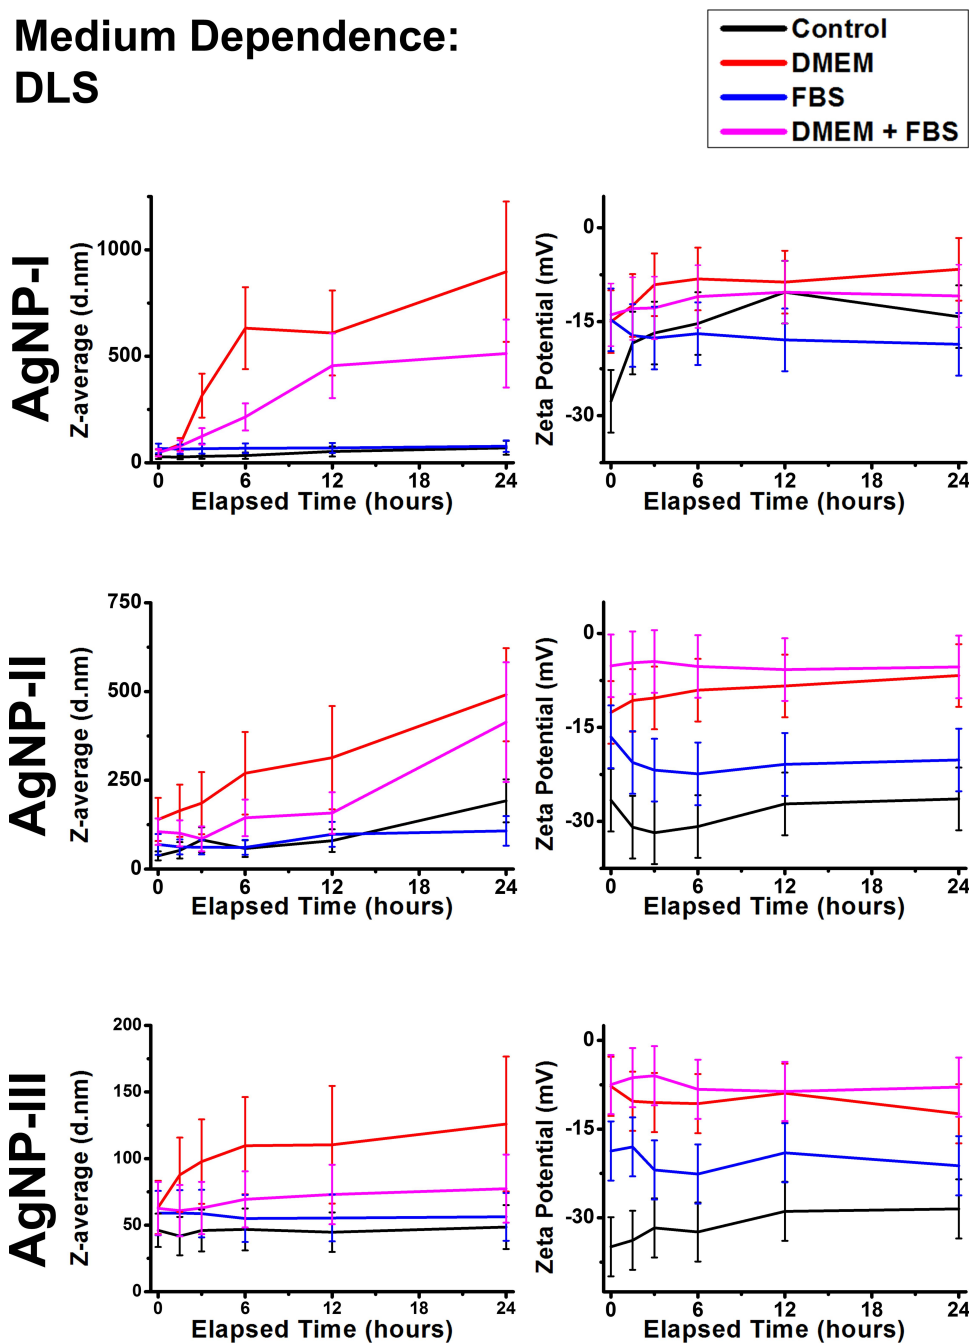 Medium Dependence:
DLS
Control
DMEM
FBS
DMEM + FBS
AgNP-I
Z-average (d.nm)
1000
500
0
0 6 12 18 24
Elapsed Time (hours)
Zeta Potential (mV)
0
-15
-30
0 6 12 18 24
Elapsed Time (hours)
AgNP-II
Z-average (d.nm)
750
500
250
0
0 6 12 18 24
Elapsed Time (hours)
Zeta Potential (mV)
0
-15
-30
0 6 12 18 24
Elapsed Time (hours)
AgNP-III
Z-average (d.nm)
200
150
100
50
0
0 6 12 18 24
Elapsed Time (hours)
Zeta Potential (mV)
0
-15
-30
0 6 12 18 24
Elapsed Time (hours)